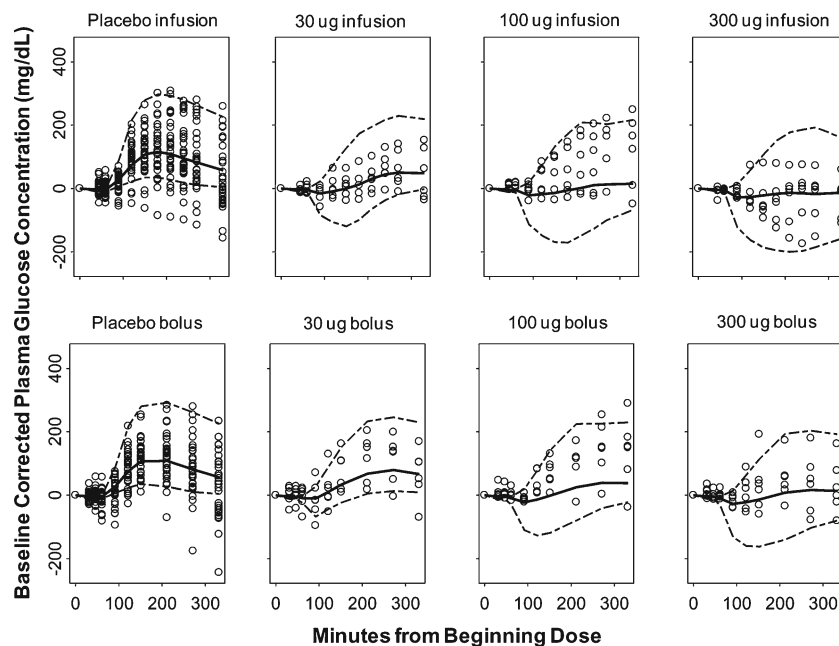 Placebo infusion 30 ug infusion 100 ug infusion 300 ug infusion
400
200
0
-200
Placebo bolus 30 ug bolus 100 ug bolus 300 ug bolus
400
200
0
-200
0 100 200 300 0 100 200 300 0 100 200 300 0 100 200 300
Baseline Corrected Plasma Glucose Concentration (mg/dL)
Minutes from Beginning Dose